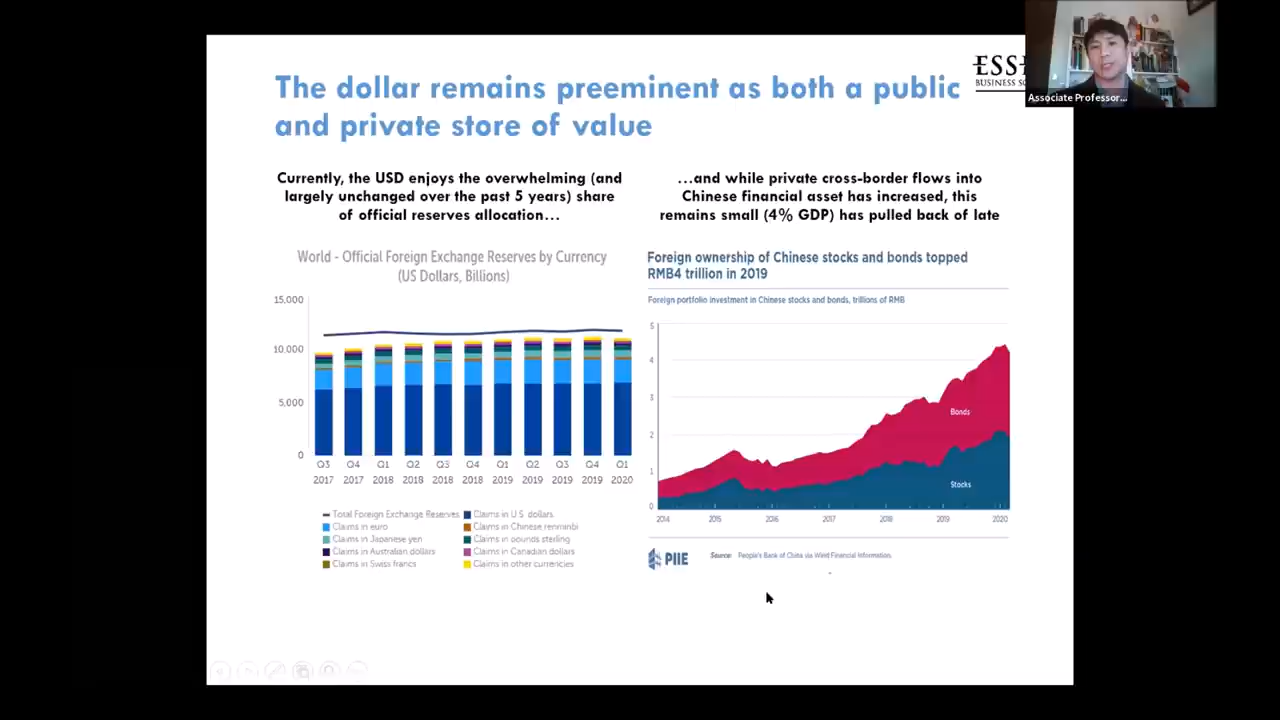 The dollar remains preeminent as both a public
and private store of value
BUSINESS
Associate Professor...
Currently, the USD enjoys the overwhelming (and
largely unchanged over the past 5 years) share
of official reserves allocation…
…and while private cross-border flows into
Chinese financial asset has increased, this
remains small (4% GDP) has pulled back of late
World - Official Foreign Exchange Reserves by Currency
(US Dollars, Billions)
15,000
10,000
5,000
0
Q3 Q4 Q1 Q2 Q3 Q4 Q1 Q2 Q3 Q4 Q1
2017 2017 2018 2018 2018 2018 2019 2019 2019 2019 2020
Total Foreign Exchange Reserves
Claims in U.S. dollars
Claims in euro
Claims in Chinese renminbi
Claims in Japanese yen
Claims in pounds sterling
Claims in Australian dollars
Claims in Canadian dollars
Claims in Swiss francs
Claims in other currencies
Foreign ownership of Chinese stocks and bonds topped
RMB4 trillion in 2019
Foreign portfolio investment in Chinese stocks and bonds, trillions of RMB
5
4
3
2
1
0
Bonds
Stocks
2014 2015 2016 2017 2018 2019 2020
PIIE
Source: People's Bank of China via Wind Financial Information.